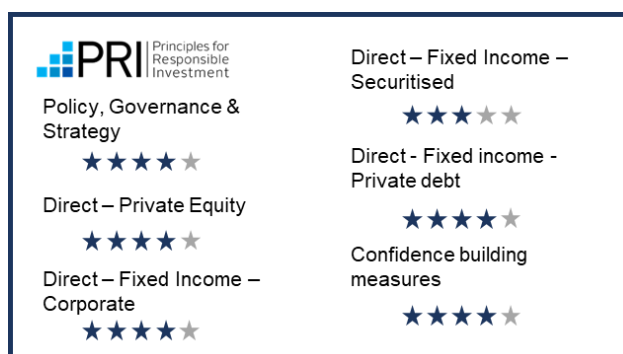 PRI Principles for
Responsible
Investment
Policy, Governance &
Strategy
Direct – Private Equity
Direct – Fixed Income –
Corporate
Direct – Fixed Income –
Securitised
Direct - Fixed income -
Private debt
Confidence building
measures